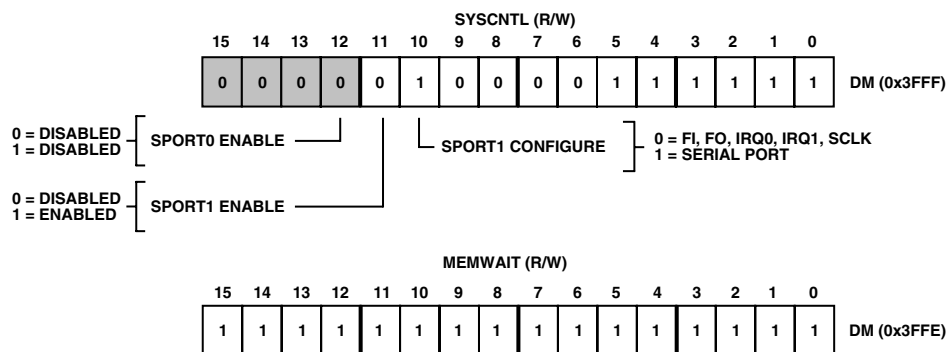 SYSCNTL (R/W)
15 14 13 12 11 10 9 8 7 6 5 4 3 2 1 0
0 0 0 0 0 1 0 0 0 0 1 1 1 1 1 1 DM (0x3FFF)
0 = DISABLED
1 = DISABLED
SPORT0 ENABLE
SPORT1 CONFIGURE
0 = FI, FO, IRQ0, IRQ1, SCLK
1 = SERIAL PORT
0 = DISABLED
1 = ENABLED
SPORT1 ENABLE
MEMWAIT (R/W)
15 14 13 12 11 10 9 8 7 6 5 4 3 2 1 0
1 1 1 1 1 1 1 1 1 1 1 1 1 1 1 1 DM (0x3FFE)